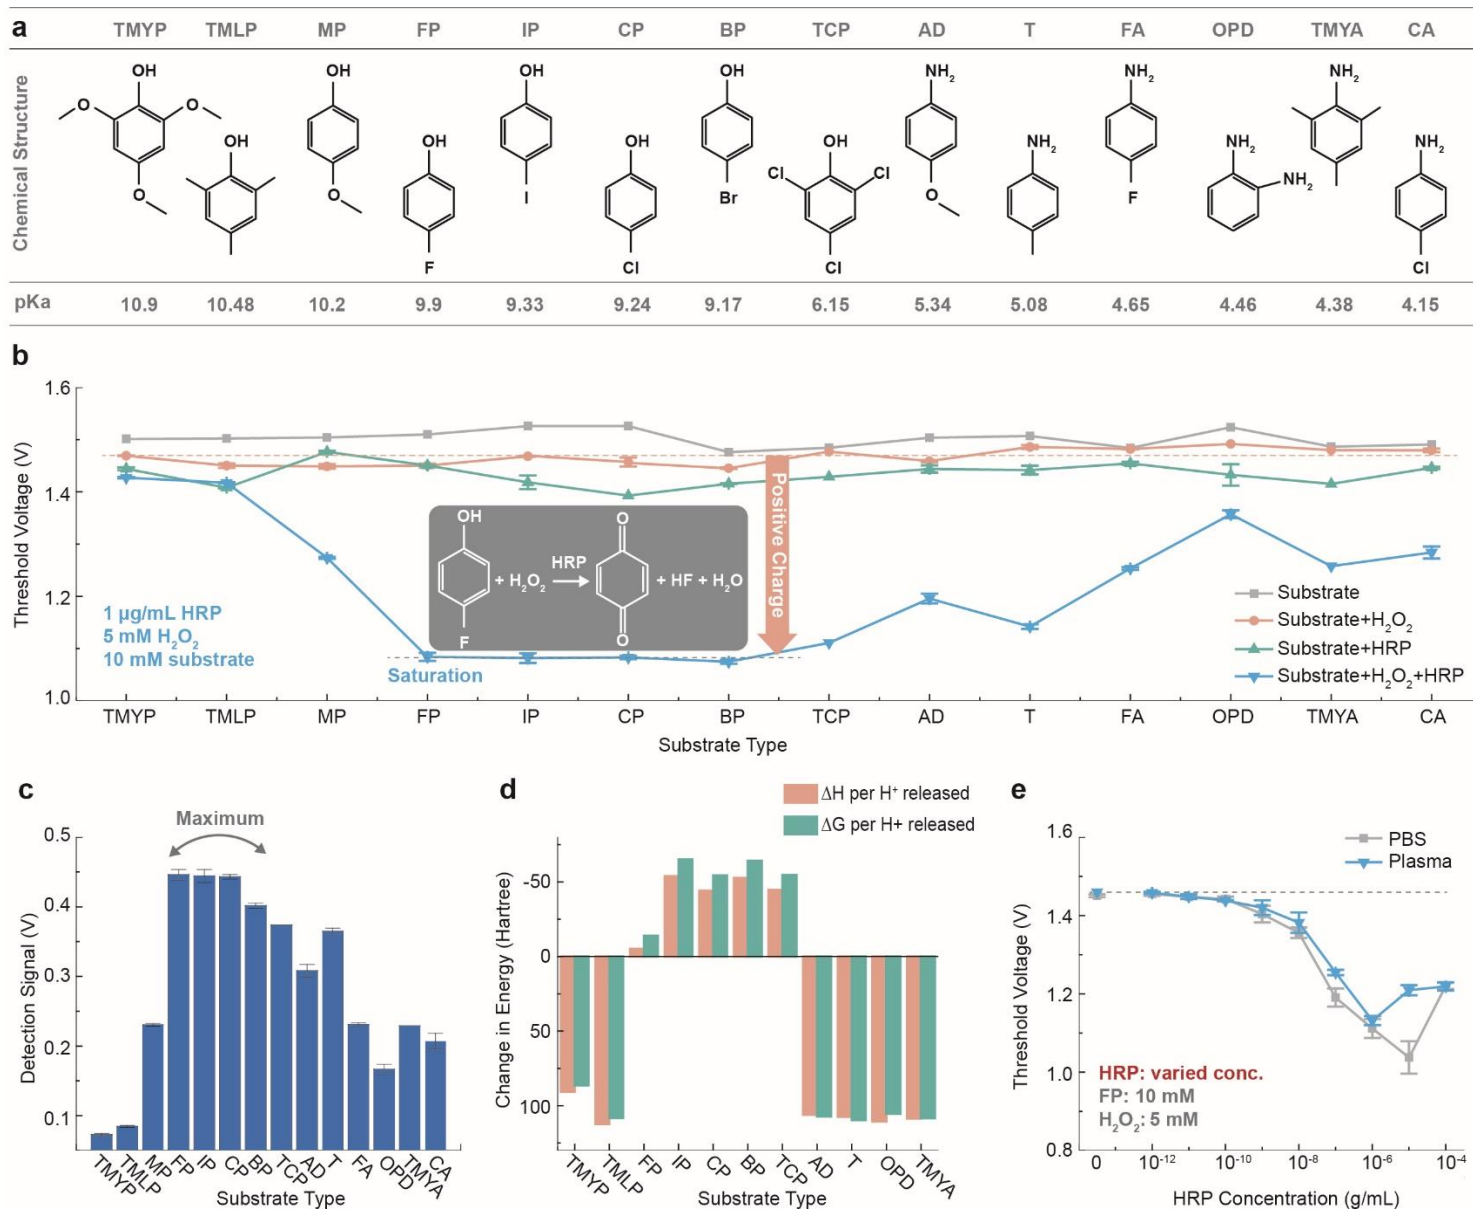 a
TMYP TMLP MP FP IP CP BP TCP AD T FA OPD TMYA CA
Chemical Structure
OH OH OH OH OH OH OH OH NH₂ NH₂ NH₂ NH₂ NH₂ NH₂ NH₂
O O O O F I Cl Br Cl Cl Cl O F Cl
pKa 10.9 10.48 10.2 9.9 9.33 9.24 9.17 6.15 5.34 5.08 4.65 4.46 4.38 4.15
b
Threshold Voltage (V)
1.6
1.4
1.2
1.0
Positive Charge
OH
F
+ H₂O₂
HRP
O
O
+ HF + H₂O
1 µg/mL HRP
5 mM H₂O₂
10 mM substrate
Saturation
Substrate
Substrate+H₂O₂
Substrate+HRP
Substrate+H₂O₂+HRP
TMYP TMLP MP FP IP CP BP TCP AD T FA OPD TMYA CA
Substrate Type
c
Maximum
Detection Signal (V)
0.5
0.4
0.3
0.2
0.1
TMYP TMLP MP FP IP CP BP TCP AD T FA OPD TMYA CA
Substrate Type
d
ΔH per H⁺ released
ΔG per H+ released
Change in Energy (Hartree)
-50
0
50
100
TMYP TMLP FP IP CP BP TCP AD T OPD TMYA
Substrate Type
e
PBS
Plasma
Threshold Voltage (V)
1.6
1.4
1.2
1.0
0.8
HRP: varied conc.
FP: 10 mM
H₂O₂: 5 mM
0 10⁻¹² 10⁻¹⁰ 10⁻⁸ 10⁻⁶ 10⁻⁴
HRP Concentration (g/mL)